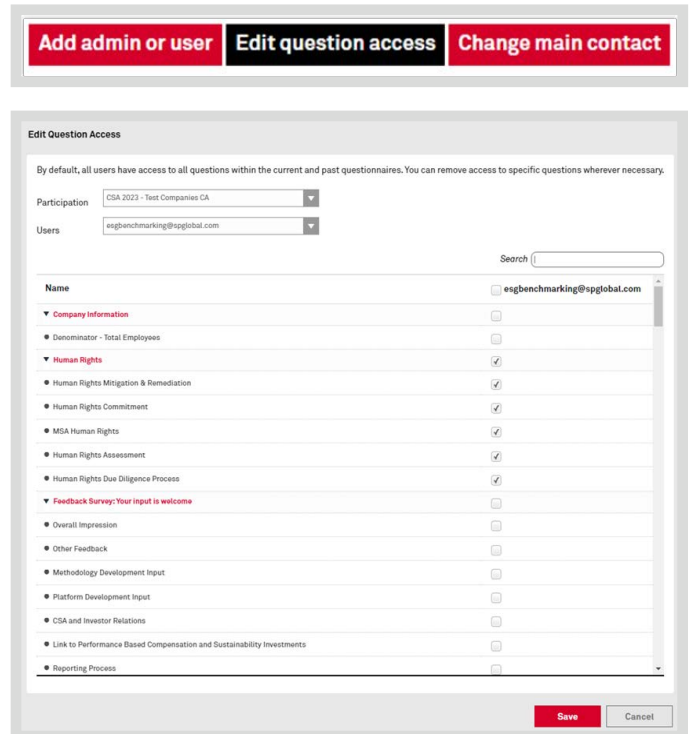 Add admin or user Edit question access Change main contact
Edit Question Access
By default, all users have access to all questions within the current and past questionnaires. You can remove access to specific questions wherever necessary.
Participation CSA 2023 - Test Companies CA
Users esgbenchmarking@spglobal.com
Search
Name esgbenchmarking@spglobal.com
Company Information
Denominator - Total Employees
Human Rights
Human Rights Mitigation & Remediation
Human Rights Commitment
MSA Human Rights
Human Rights Assessment
Human Rights Due Diligence Process
Feedback Survey: Your input is welcome
Overall Impression
Other Feedback
Methodology Development Input
Platform Development Input
CSA and Investor Relations
Link to Performance Based Compensation and Sustainability Investments
Reporting Process
Save Cancel